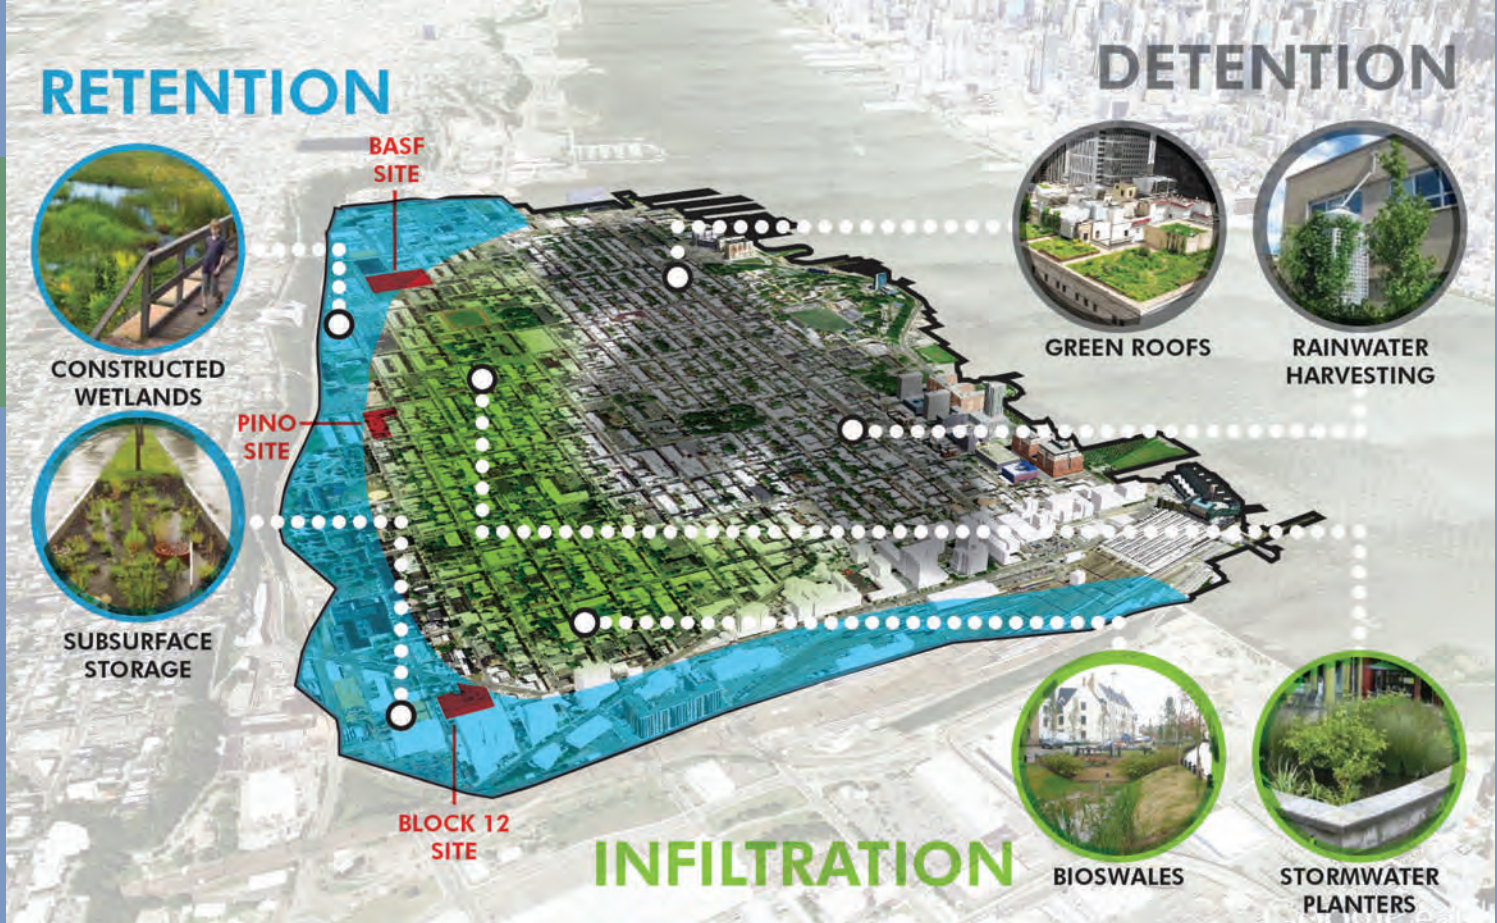 RETENTION
DETENTION
BASF
SITE
CONSTRUCTED
WETLANDS
GREEN ROOFS
RAINWATER
HARVESTING
PINO
SITE
SUBSURFACE
STORAGE
BLOCK 12
SITE
INFILTRATION
BIOSWALES
STORMWATER
PLANTERS